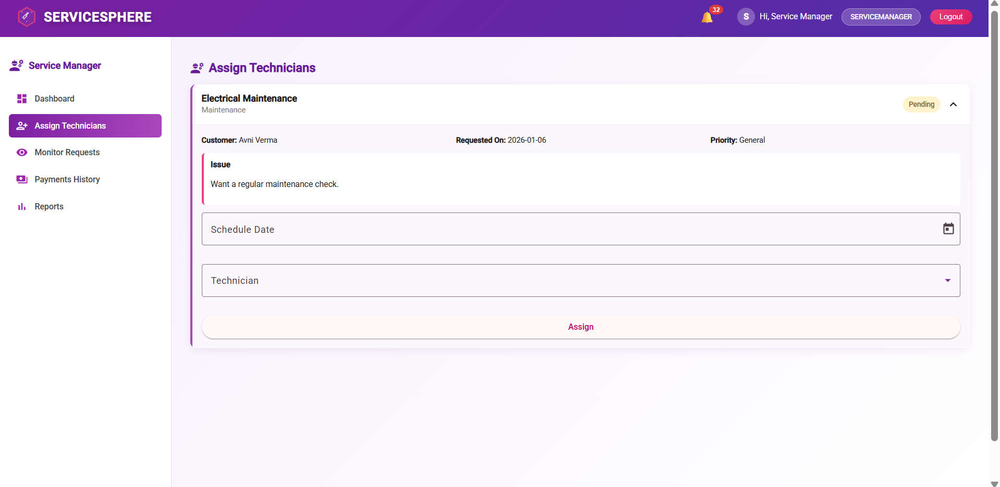 SERVICESPHERE
32
S
Hi, Service Manager
SERVICEMANAGER
Logout
Service Manager
Dashboard
Assign Technicians
Monitor Requests
Payments History
Reports
Assign Technicians
Electrical Maintenance
Maintenance
Pending
Customer: Avni Verma
Requested On: 2026-01-06
Priority: General
Issue
Want a regular maintenance check.
Schedule Date
Technician
Assign